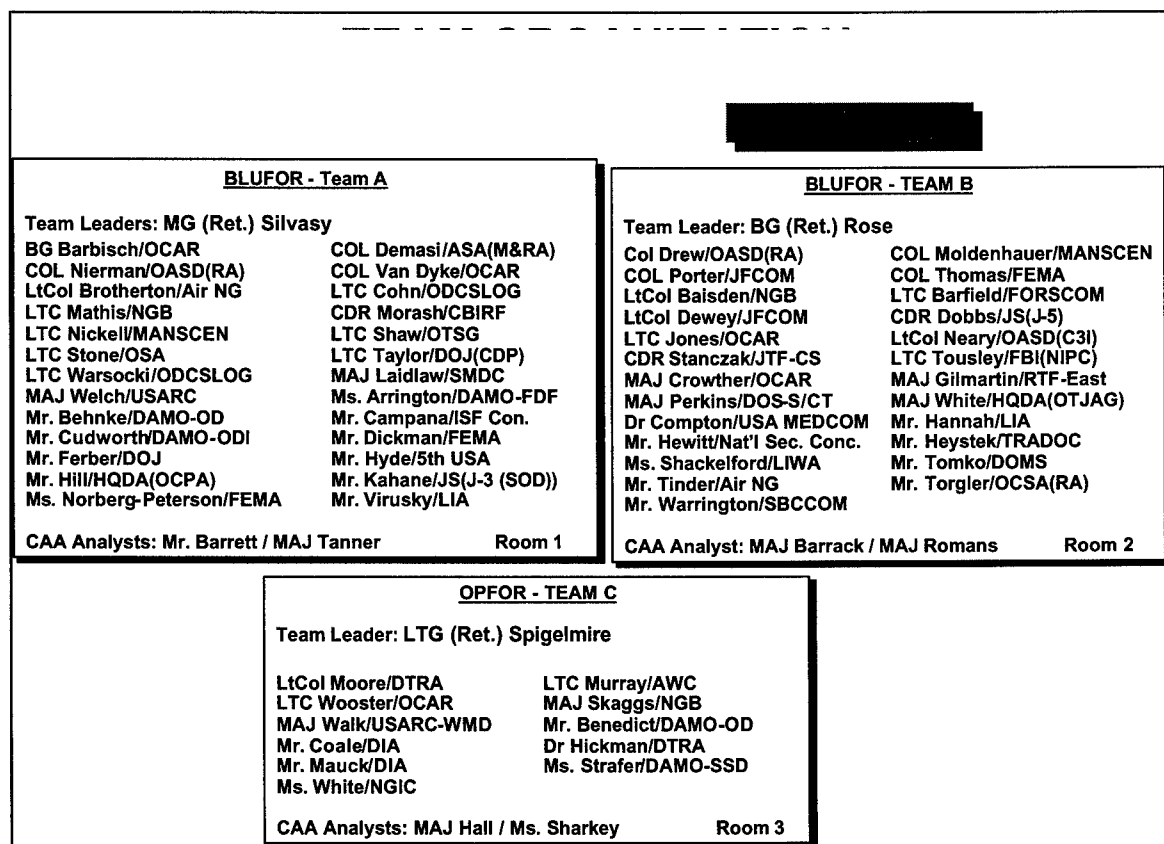 BLUFOR - Team A
Team Leaders: MG (Ret.) Silvasy
BG Barbisch/OCAR COL Demasi/ASA(M&RA)
COL Nierman/OASD(RA) COL Van Dyke/OCAR
LtCol Brotherton/Air NG LTC Cohn/ODCSLOG
LTC Mathis/NGB CDR Morash/CBIRF
LTC Nickell/MANSCEN LTC Shaw/OTSG
LTC Stone/OSA LTC Taylor/DOJ(CDP)
LTC Warsocki/ODCSLOG MAJ Laidlaw/SMDC
MAJ Welch/USARC Ms. Arrington/DAMO-FDF
Mr. Behnke/DAMO-OD Mr. Campana/ISF Con.
Mr. Cudworth/DAMO-ODI Mr. Dickman/FEMA
Mr. Ferber/DOJ Mr. Hyde/5th USA
Mr. Hill/HQDA(OCPA) Mr. Kahane/JS(J-3 (SOD))
Ms. Norberg-Peterson/FEMA Mr. Virusky/LIA
CAA Analysts: Mr. Barrett / MAJ Tanner Room 1
BLUFOR - TEAM B
Team Leader: BG (Ret.) Rose
Col Drew/OASD(RA) COL Moldenhauer/MANSCEN
COL Porter/JFCOM COL Thomas/FEMA
LtCol Baisden/NGB LTC Barfield/FORSCOM
LtCol Dewey/JFCOM CDR Dobbs/JS(J-5)
LTC Jones/OCAR LtCol Neary/OASD(C3I)
CDR Stanczak/JTF-CS LTC Tousley/FBI(NIPC)
MAJ Crowther/OCAR MAJ Gilmartin/RTF-East
MAJ Perkins/DOS-S/CT MAJ White/HQDA(OTJAG)
Dr Compton/USA MEDCOM Mr. Hannah/LIA
Mr. Hewitt/Nat'l Sec. Conc. Mr. Heystek/TRADOC
Ms. Shackelford/LIWA Mr. Tomko/DOMS
Mr. Tinder/Air NG Mr. Torgler/OCSA(RA)
Mr. Warrington/SBCCOM
CAA Analyst: MAJ Barrack / MAJ Romans Room 2
OPFOR - TEAM C
Team Leader: LTG (Ret.) Spigelmire
LtCol Moore/DTRA LTC Murray/AWC
LTC Wooster/OCAR MAJ Skaggs/NGB
MAJ Walk/USARC-WMD Mr. Benedict/DAMO-OD
Mr. Coale/DIA Dr Hickman/DTRA
Mr. Mauck/DIA Ms. Strafer/DAMO-SSD
Ms. White/NGIC
CAA Analysts: MAJ Hall / Ms. Sharkey Room 3